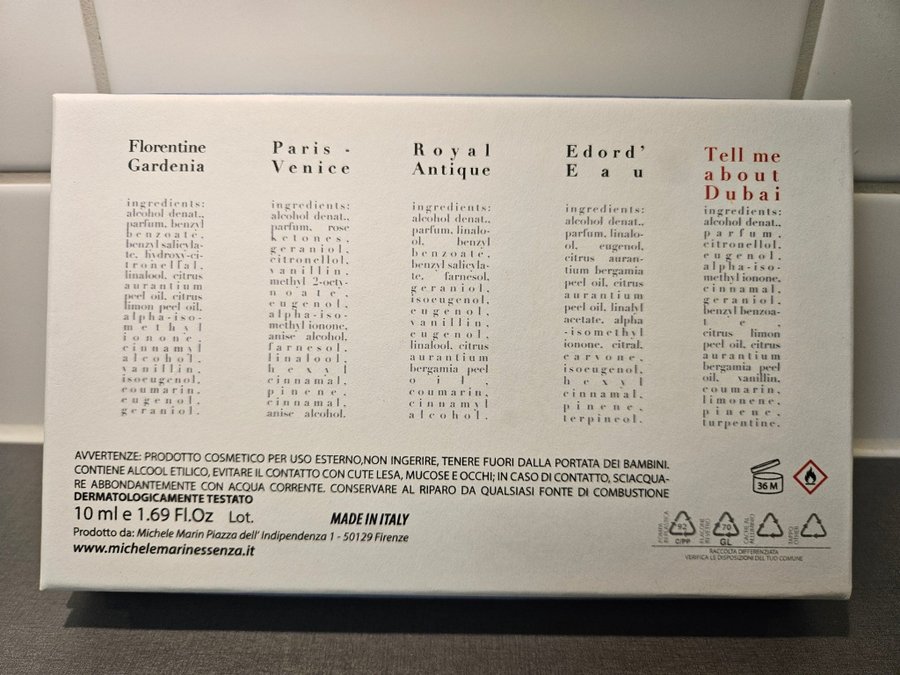 Florentine
Gardenia
ingredients:
alcohol denat.,
parfum, benzyl
benzoate,
benzyl salicyla-
te, hydroxy-ci-
tronellal,
linalool, citrus
aurantium
peel oil, citrus
limon peel oil,
alpha-iso-
methyl
ionone,
cinnamyl
alcohol,
vanillin,
isoeugenol,
coumarin,
eugenol,
geraniol.
Paris -
Venice
ingredients:
alcohol denat.,
parfum, rose
ketones,
geraniol,
citronellol,
vanillin,
methyl 2-octy-
noate,
eugenol,
alpha-iso-
methyl ionone,
anise alcohol,
farnesol,
linalool,
hexyl
cinnamal,
pinene,
cinnamal,
anise alcohol.
Royal
Antique
ingredients:
alcohol denat.,
parfum, linalo-
ol, benzyl
benzoate,
benzyl salicyla-
te, farnesol,
geraniol,
isoeugenol,
eugenol,
vanillin,
eugenol,
linalool, citrus
aurantium
bergamia peel
oil,
coumarin,
cinnamyl
alcohol.
Edord'
Eau
ingredients:
alcohol denat.,
parfum, linalo-
ol, eugenol,
citrus auran-
tium bergamia
peel oil, citrus
aurantium
peel oil, linalyl
acetate, alpha
-isomethyl
ionone, citral,
carvone,
isoeugenol,
hexyl
cinnamal,
pinene,
terpineol.
Tell me
about
Dubai
ingredients:
alcohol denat.,
parfum,
citronellol,
eugenol,
alpha-iso-
methyl ionone,
cinnamal,
geraniol,
benzyl benzoa-
te,
citrus limon
peel oil, citrus
aurantium
bergamia peel
oil, vanillin,
coumarin,
limonene,
pinene,
turpentine.
AVVERTENZE: PRODOTTO COSMETICO PER USO ESTERNO,NON INGERIRE, TENERE FUORI DALLA PORTATA DEI BAMBINI.
CONTIENE ALCOOL ETILICO, EVITARE IL CONTATTO CON CUTE LESA, MUCOSE E OCCHI; IN CASO DI CONTATTO, SCIACQUA-
RE ABBONDANTEMENTE CON ACQUA CORRENTE. CONSERVARE AL RIPARO DA QUALSIASI FONTE DI COMBUSTIONE
DERMATOLOGICAMENTE TESTATO
10 ml e 1.69 Fl.Oz Lot. MADE IN ITALY
Prodotto da: Michele Marin Piazza dell' Indipendenza 1 - 50129 Firenze
www.michelemarinessenza.it
36 M
POMPA
PLASTICA
92
C/PP
FLACONE
IN VETRO
70
GL
GHIERA
ALLUMINIO
TAPPO
OTHER
RACCOLTA DIFFERENZIATA
VERIFICA LE DISPOSIZIONI DEL TUO COMUNE